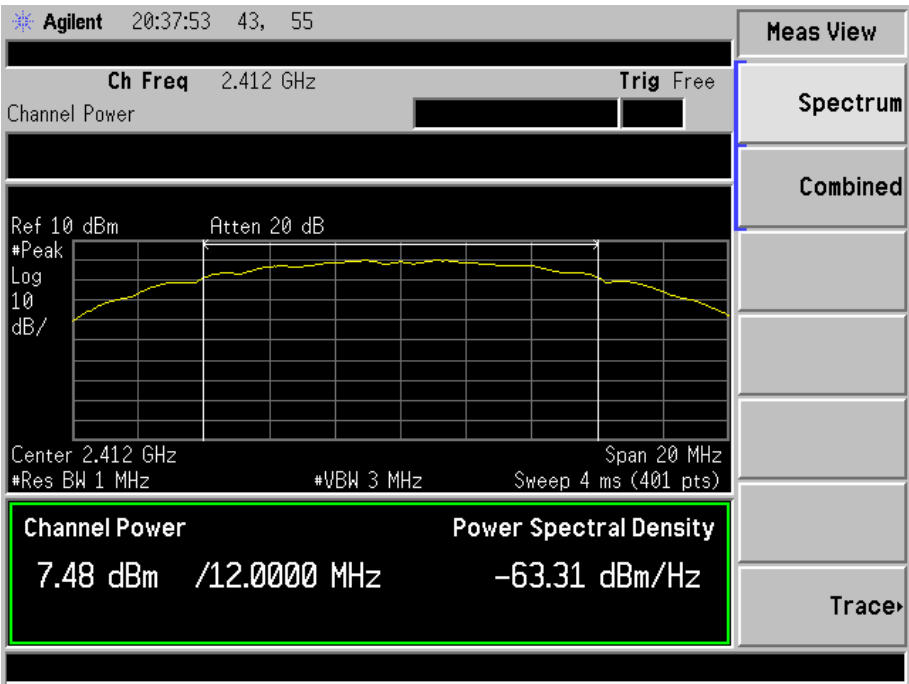 Agilent 20:37:53 43, 55
Meas View
Ch Freq 2.412 GHz Trig Free
Channel Power
Spectrum
Combined
Ref 10 dBm Atten 20 dB
#Peak
Log
10
dB/
Center 2.412 GHz Span 20 MHz
#Res BW 1 MHz #VBW 3 MHz Sweep 4 ms (401 pts)
Channel Power Power Spectral Density
7.48 dBm /12.0000 MHz -63.31 dBm/Hz
Trace